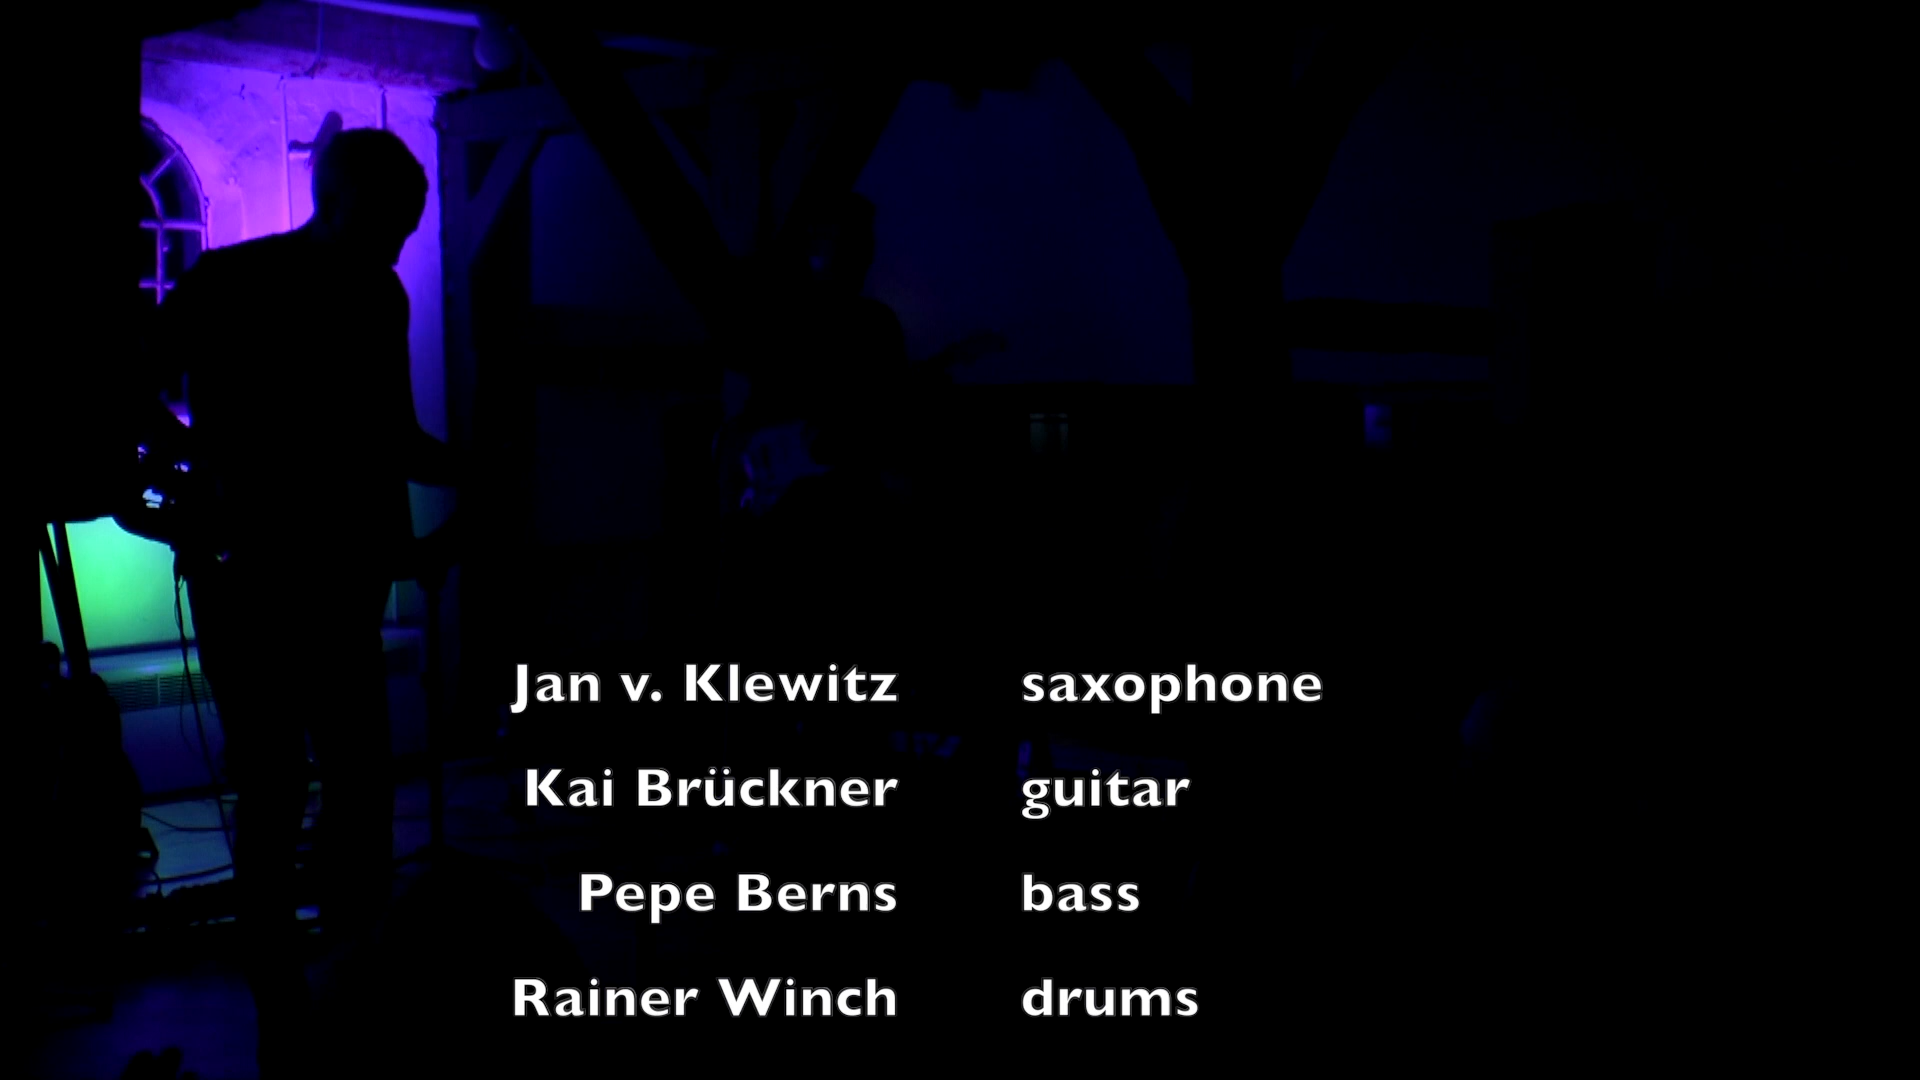 Jan v. Klewitz saxophone
Kai Brückner guitar
Pepe Berns bass
Rainer Winch drums